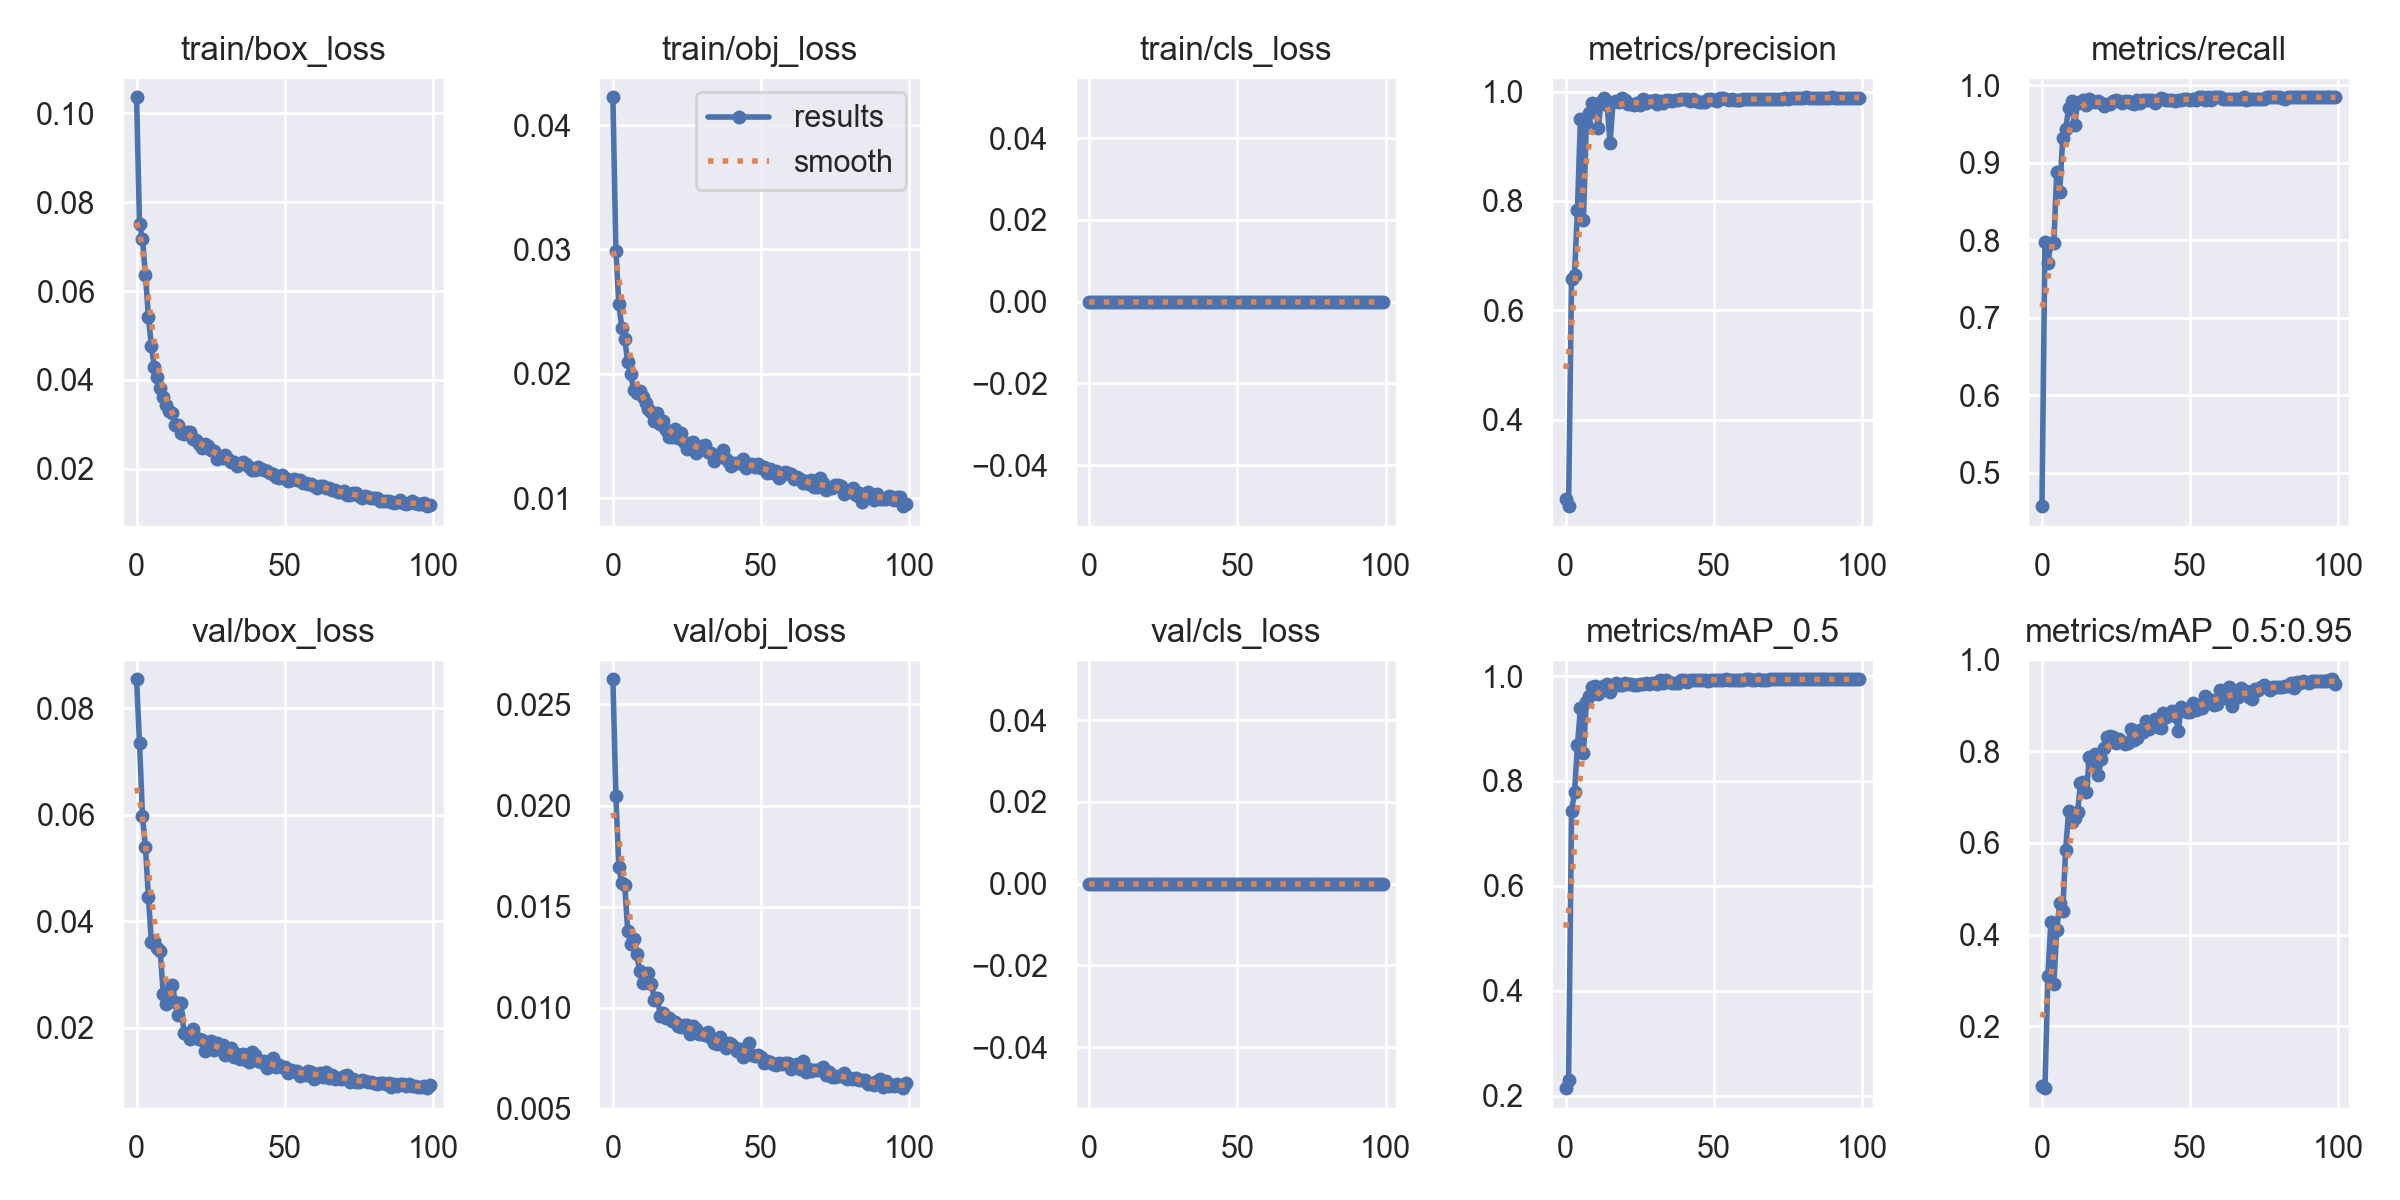 train/box_loss
0.10
0.08
0.06
0.04
0.02
0 50 100
train/obj_loss
results
smooth
0.04
0.03
0.02
0.01
0 50 100
train/cls_loss
0.04
0.02
0.00
−0.02
−0.04
0 50 100
metrics/precision
1.0
0.8
0.6
0.4
0 50 100
metrics/recall
1.0
0.9
0.8
0.7
0.6
0.5
0 50 100
val/box_loss
0.08
0.06
0.04
0.02
0 50 100
val/obj_loss
0.025
0.020
0.015
0.010
0.005
0 50 100
val/cls_loss
0.04
0.02
0.00
−0.02
−0.04
0 50 100
metrics/mAP_0.5
1.0
0.8
0.6
0.4
0.2
0 50 100
metrics/mAP_0.5:0.95
1.0
0.8
0.6
0.4
0.2
0 50 100